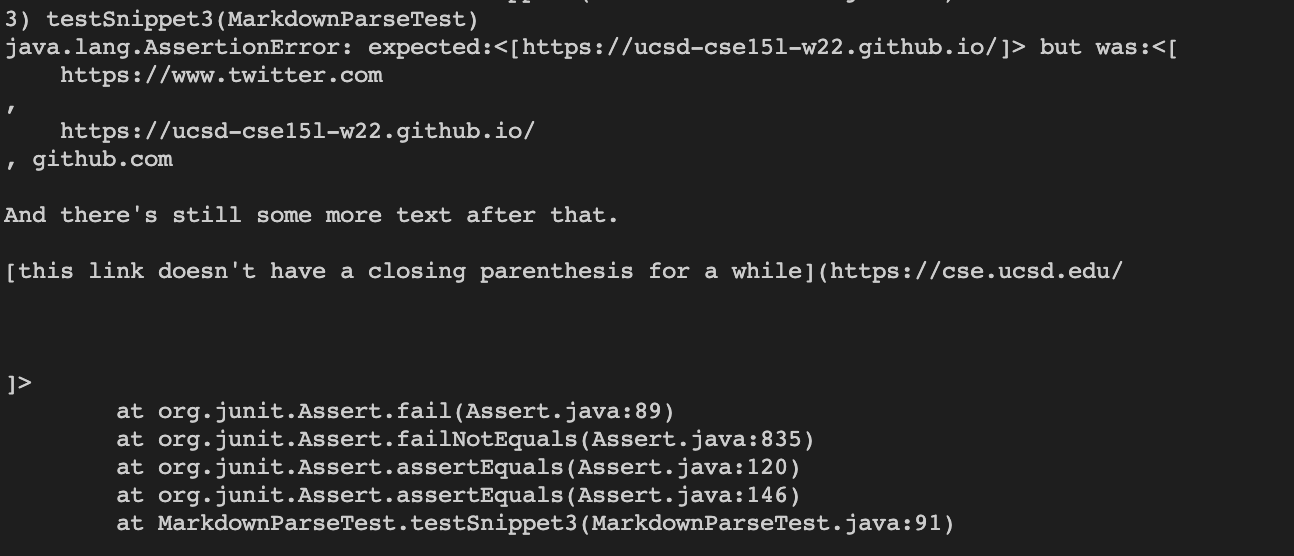 3) testSnippet3(MarkdownParseTest)
java.lang.AssertionError: expected:<[https://ucsd-cse15l-w22.github.io/]> but was:<[
    https://www.twitter.com
,
    https://ucsd-cse15l-w22.github.io/
, github.com

And there's still some more text after that.

[this link doesn't have a closing parenthesis for a while](https://cse.ucsd.edu/



]>
        at org.junit.Assert.fail(Assert.java:89)
        at org.junit.Assert.failNotEquals(Assert.java:835)
        at org.junit.Assert.assertEquals(Assert.java:120)
        at org.junit.Assert.assertEquals(Assert.java:146)
        at MarkdownParseTest.testSnippet3(MarkdownParseTest.java:91)